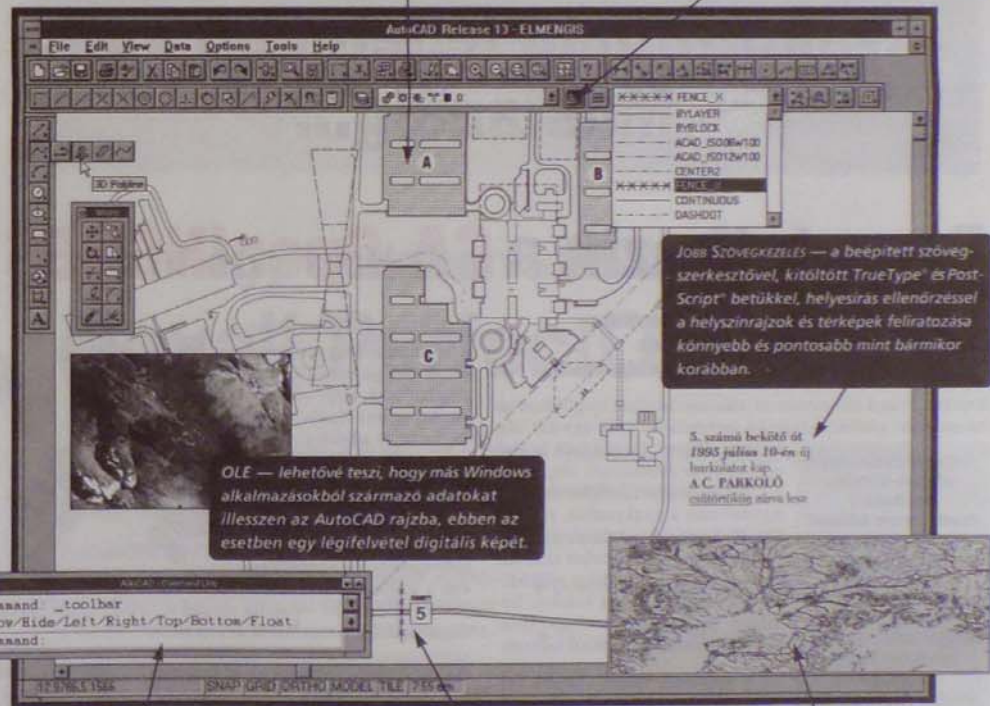 AutoCAD Release 13 - ELMENGIS
File Edit View Data Options Tools Help
FENCE_X
BYLAYER
BYBLOCK
ACAD_ISO08W100
ACAD_ISO12W100
CENTER2
FENCE_X
CONTINUOUS
DASHDOT
3D Polyline
A
B
C
JOBB SZÖVEGKEZELÉS — a beépített szöveg-
szerkesztővel, kitöltött TrueType® és Post-
Script® betűkkel, helyesírás ellenőrzéssel
a helyszínrajzok és térképek feliratozása
könnyebb és pontosabb mint bármikor
korábban.
5. számú bekötő út
1995 július 10-én új
burkolatot kap.
A C. PARKOLÓ
csütörtökig zárva lesz
OLE — lehetővé teszi, hogy más Windows
alkalmazásokból származó adatokat
illesszen az AutoCAD rajzba, ebben az
esetben egy légifelvétel digitális képét.
mmand: _toolbar
ow/Hide/Left/Right/Top/Bottom/Float:
mmand:
5
SNAP GRID ORTHO MODEL TILE